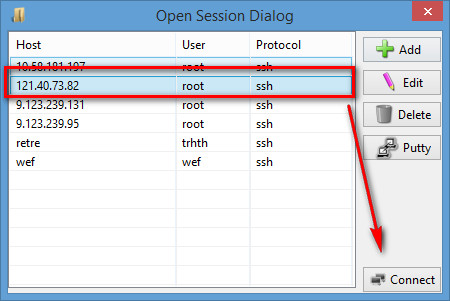 Open Session Dialog
Host User Protocol
10.58.181.197 root ssh
121.40.73.82 root ssh
9.123.239.131 root ssh
9.123.239.95 root ssh
retre trhth ssh
wef wef ssh
Add
Edit
Delete
Putty
Connect